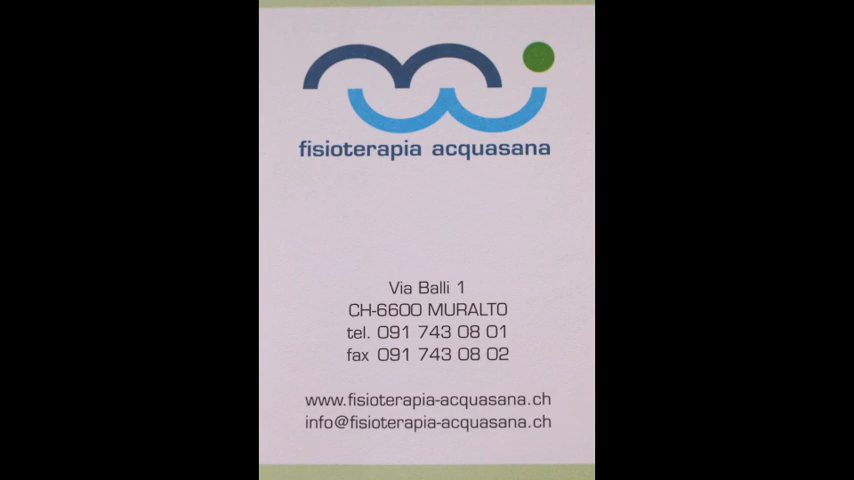 fisioterapia acquasana
Via Balli 1
CH-6600 MURALTO
tel. 091 743 08 01
fax 091 743 08 02
www.fisioterapia-acquasana.ch
info@fisioterapia-acquasana.ch